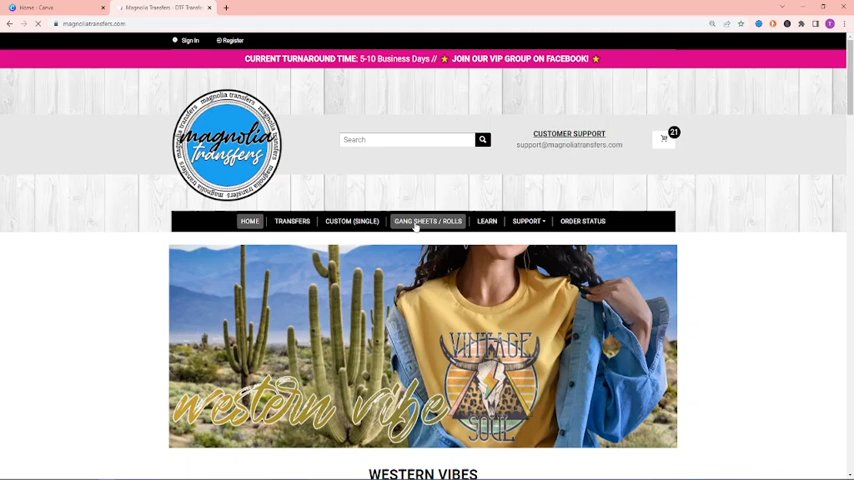 Home - Canva
Magnolia Transfers - DTF Transfe
magnoliatransfers.com
T
Sign In
Register
CURRENT TURNAROUND TIME: 5-10 Business Days // ⭐ JOIN OUR VIP GROUP ON FACEBOOK! ⭐
magnolia transfers
Search
CUSTOMER SUPPORT
support@magnoliatransfers.com
21
HOME
TRANSFERS
CUSTOM (SINGLE)
GANG SHEETS / ROLLS
LEARN
SUPPORT
ORDER STATUS
VINTAGE
SOUL
western vibe
WESTERN VIBES